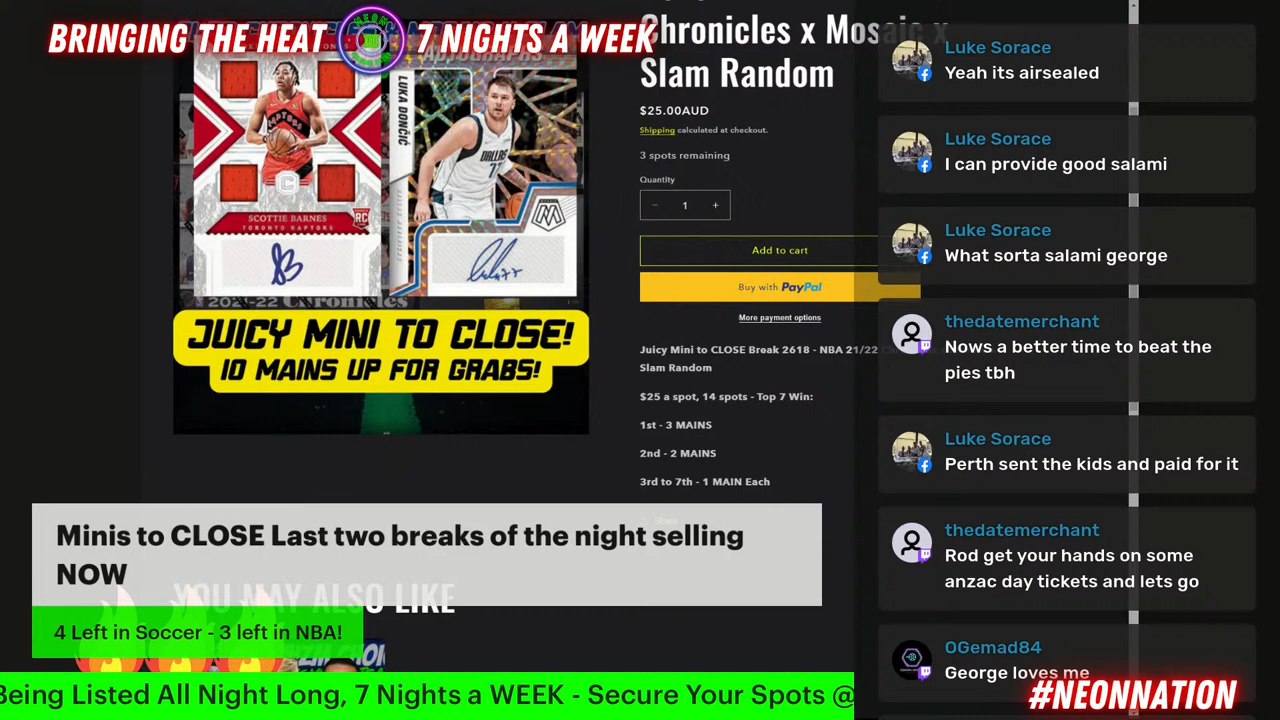 BRINGING THE HEAT
NEON
7 NIGHTS A WEEK
AUTOGRAPHS
LUKA DONČIĆ
DALLAS
SCOTTIE BARNES
RC
TORONTO RAPTORS
2021-22 Chronicles
JUICY MINI TO CLOSE!
10 MAINS UP FOR GRABS!
Chronicles x Mosaic x
Slam Random
$25.00AUD
Shipping calculated at checkout.
3 spots remaining
Quantity
− 1 +
Add to cart
Buy with PayPal
More payment options
Juicy Mini to CLOSE Break 2618 - NBA 21/22
Slam Random
$25 a spot, 14 spots - Top 7 Win:
1st - 3 MAINS
2nd - 2 MAINS
3rd to 7th - 1 MAIN Each
Minis to CLOSE Last two breaks of the night selling
NOW
YOU MAY ALSO LIKE
4 Left in Soccer - 3 left in NBA!
Being Listed All Night Long, 7 Nights a WEEK - Secure Your Spots @
Luke Sorace
Yeah its airsealed
Luke Sorace
I can provide good salami
Luke Sorace
What sorta salami george
thedatemerchant
Nows a better time to beat the
pies tbh
Luke Sorace
Perth sent the kids and paid for it
thedatemerchant
Rod get your hands on some
anzac day tickets and lets go
OGemad84
George loves me
#NEONNATION